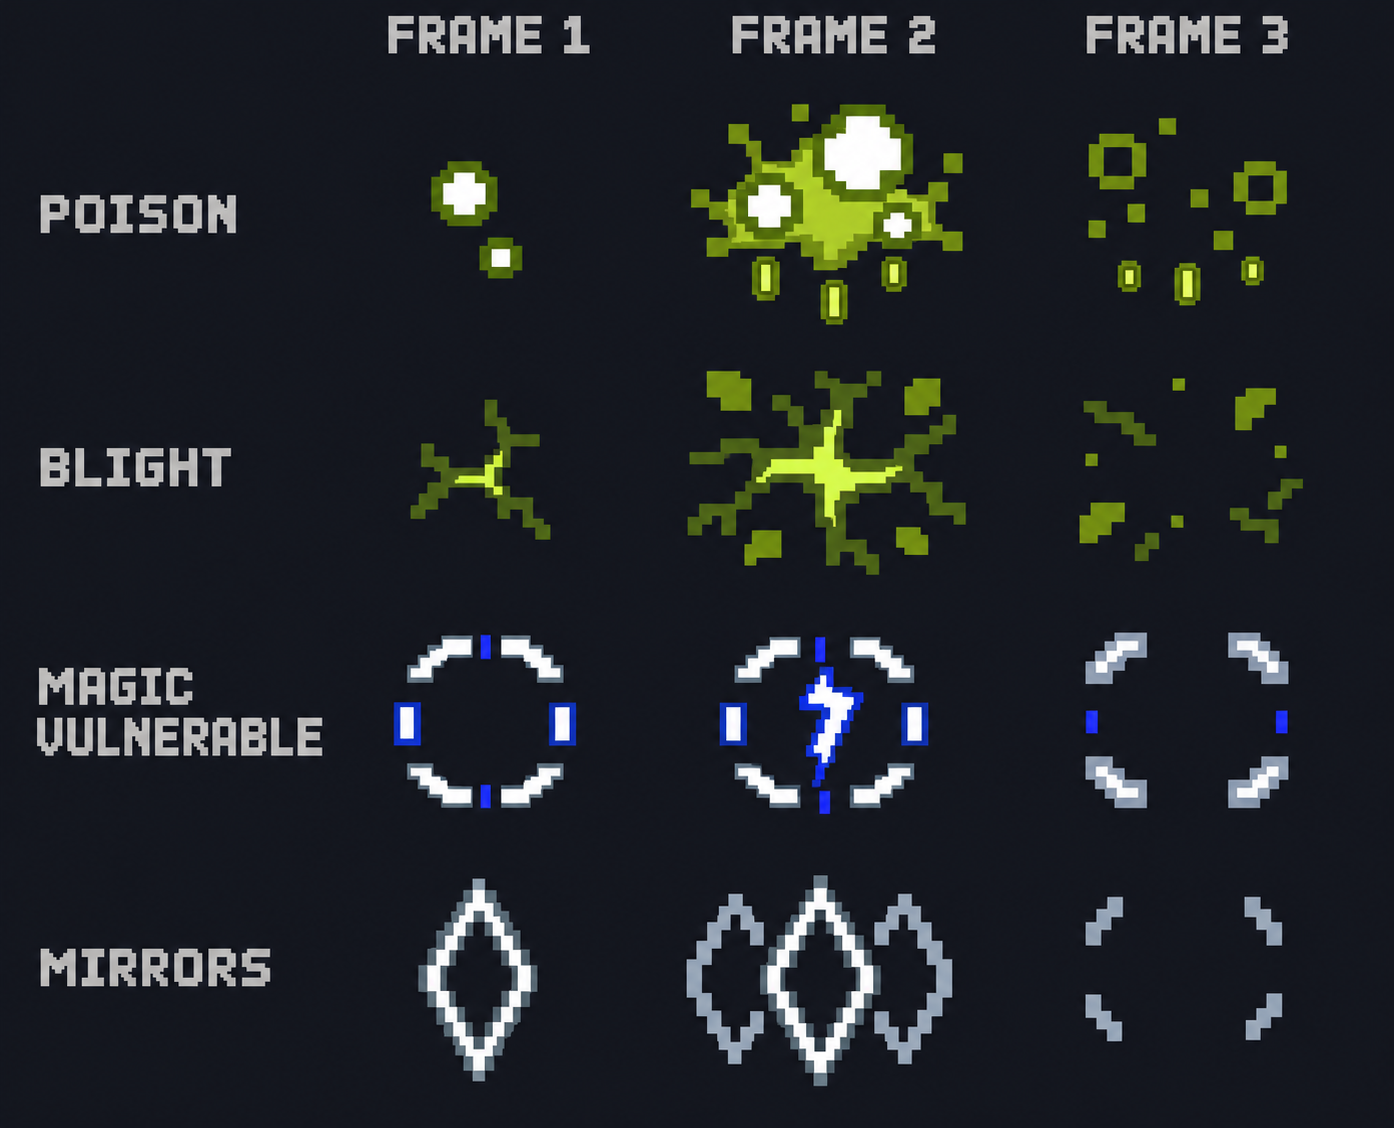 FRAME 1 FRAME 2 FRAME 3
POISON
BLIGHT
MAGIC
VULNERABLE
MIRRORS